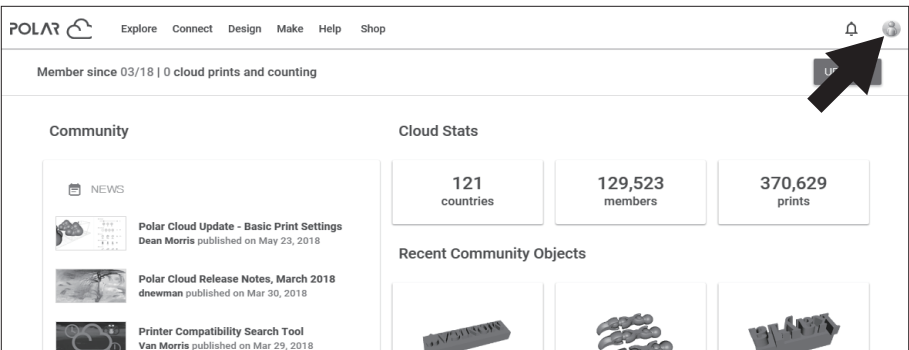 POLAR
Explore Connect Design Make Help Shop
Member since 03/18 | 0 cloud prints and counting
Community
NEWS
Polar Cloud Update - Basic Print Settings
Dean Morris published on May 23, 2018
Polar Cloud Release Notes, March 2018
dnewman published on Mar 30, 2018
Printer Compatibility Search Tool
Van Morris published on Mar 29, 2018
Cloud Stats
121
countries
129,523
members
370,629
prints
Recent Community Objects